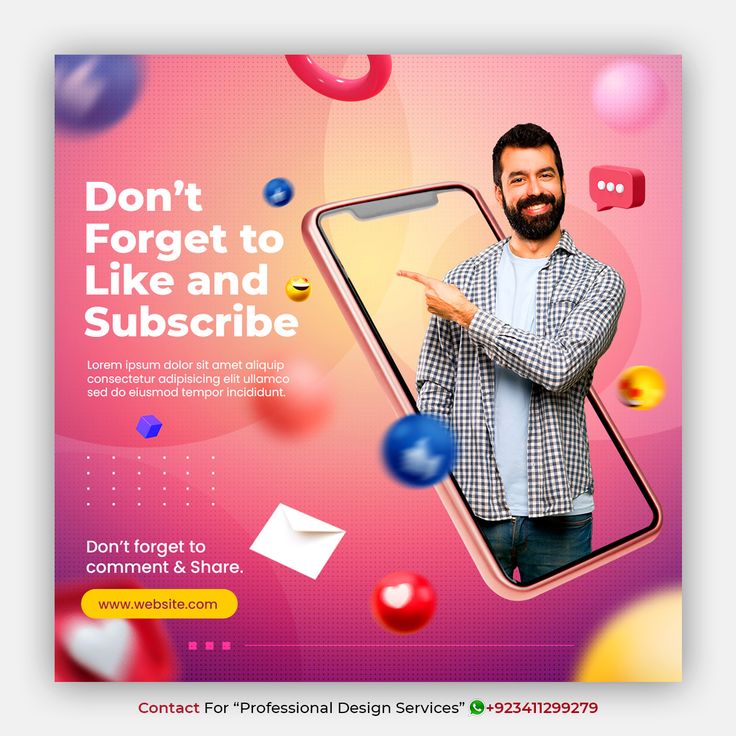 Don’t
Forget to
Like and
Subscribe
Lorem ipsum dolor sit amet aliquip
consectetur adipisicing elit ullamco
sed do eiusmod tempor incididunt.
Don’t forget to
comment & Share.
www.website.com
Contact For “Professional Design Services” +923411299279